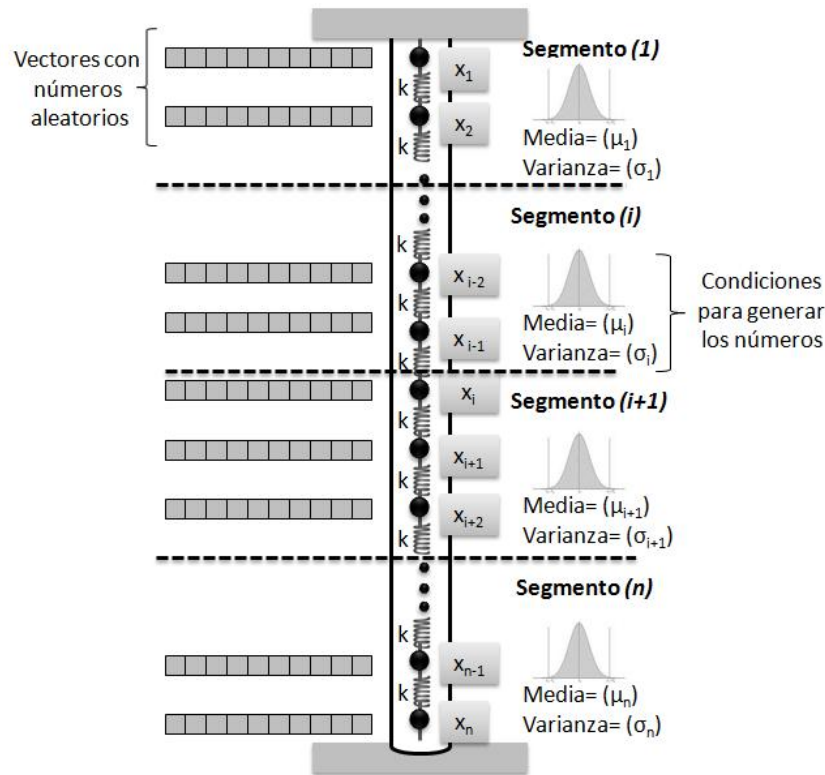 Vectores con
números
aleatorios
k
x₁
k
x₂
Segmento (1)
Media= (μ₁)
Varianza= (σ₁)
Segmento (i)
k
x i-2
k
x i-1
k
Media= (μᵢ)
Varianza= (σᵢ)
Condiciones
para generar
los números
xᵢ
k
xᵢ₊₁
k
xᵢ₊₂
k
Segmento (i+1)
Media= (μᵢ₊₁)
Varianza= (σᵢ₊₁)
Segmento (n)
k
xₙ₋₁
k
xₙ
Media= (μₙ)
Varianza= (σₙ)